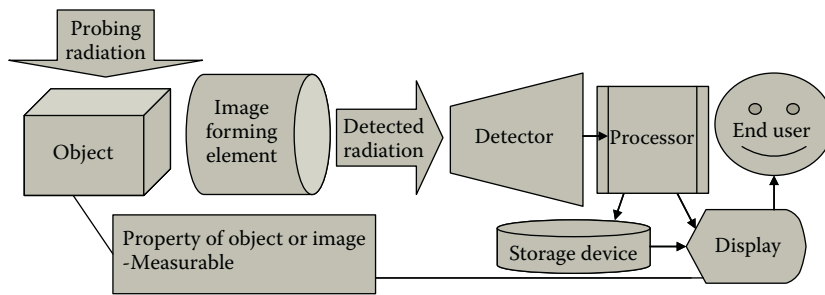 Probing
radiation
Object
Image
forming
element
Detected
radiation
Detector
Processor
End user
Property of object or image
-Measurable
Storage device
Display